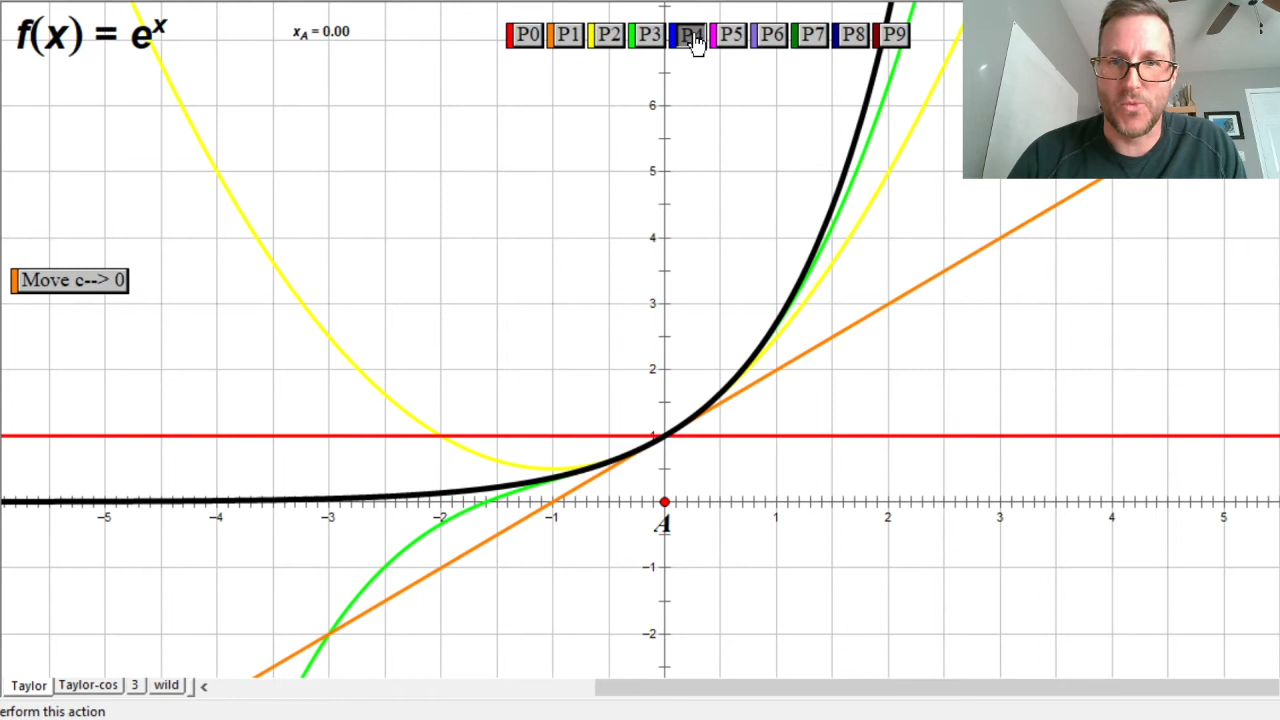 f(x) = eˣ
x_A = 0.00
P0 P1 P2 P3 P4 P5 P6 P7 P8 P9
6
5
4
Move c--> 0
3
2
1
−5 −4 −3 −2 −1 1 2 3 4 5
A
−1
−2
Taylor Taylor-cos 3 wild <
erform this action